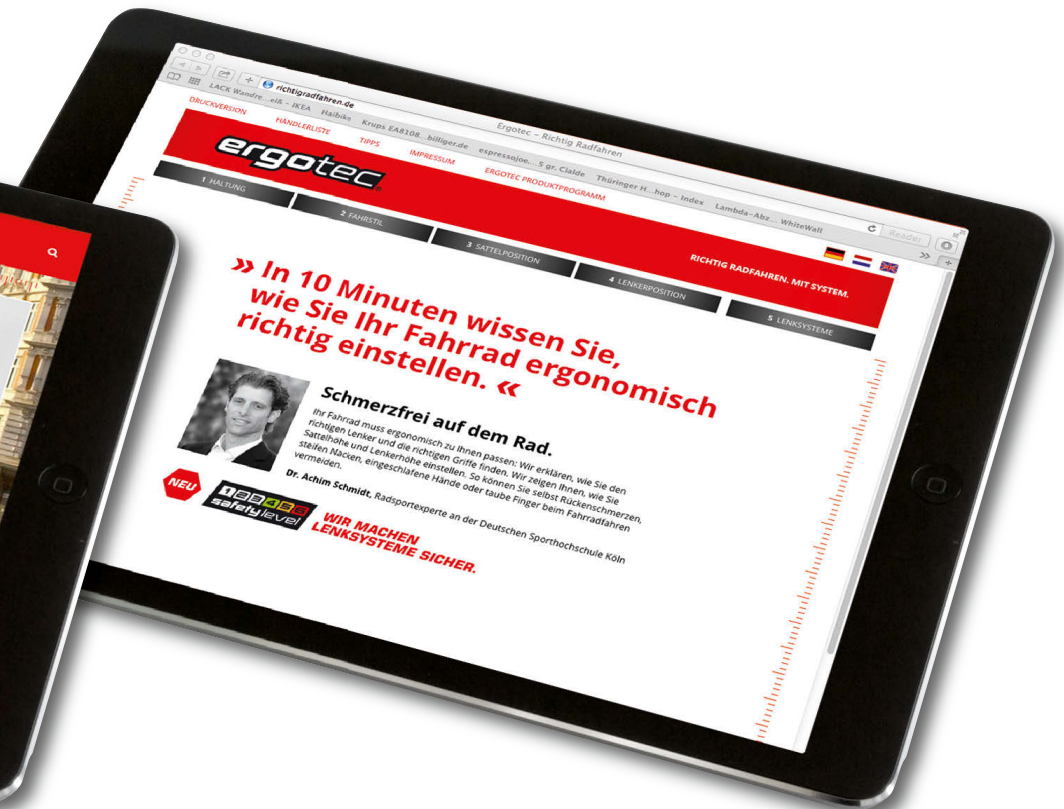 Ergotec – Richtig Radfahren
richtigradfahren.de
Reader
LACK Wandre...eiß – IKEA Haibike Krups EA8108...billiger.de espressojoe....5 gr. Cialde Thüringer H...hop – Index Lambda-Abz... WhiteWall
DRUCKVERSION HÄNDLERLISTE TIPPS IMPRESSUM ERGOTEC PRODUKTPROGRAMM
ergotec
RICHTIG RADFAHREN. MIT SYSTEM.
1 HALTUNG 2 FAHRSTIL 3 SATTELPOSITION 4 LENKERPOSITION 5 LENKSYSTEME
» In 10 Minuten wissen Sie,
wie Sie Ihr Fahrrad ergonomisch
richtig einstellen. «
Schmerzfrei auf dem Rad.
Ihr Fahrrad muss ergonomisch zu Ihnen passen: Wir erklären, wie Sie den
richtigen Lenker und die richtigen Griffe finden. Wir zeigen Ihnen, wie Sie
Sattelhöhe und Lenkerhöhe einstellen. So können Sie selbst Rückenschmerzen,
steifen Nacken, eingeschlafene Hände oder taube Finger beim Fahrradfahren
vermeiden.
Dr. Achim Schmidt, Radsportexperte an der Deutschen Sporthochschule Köln
NEU
123456
safety level
WIR MACHEN
LENKSYSTEME SICHER.